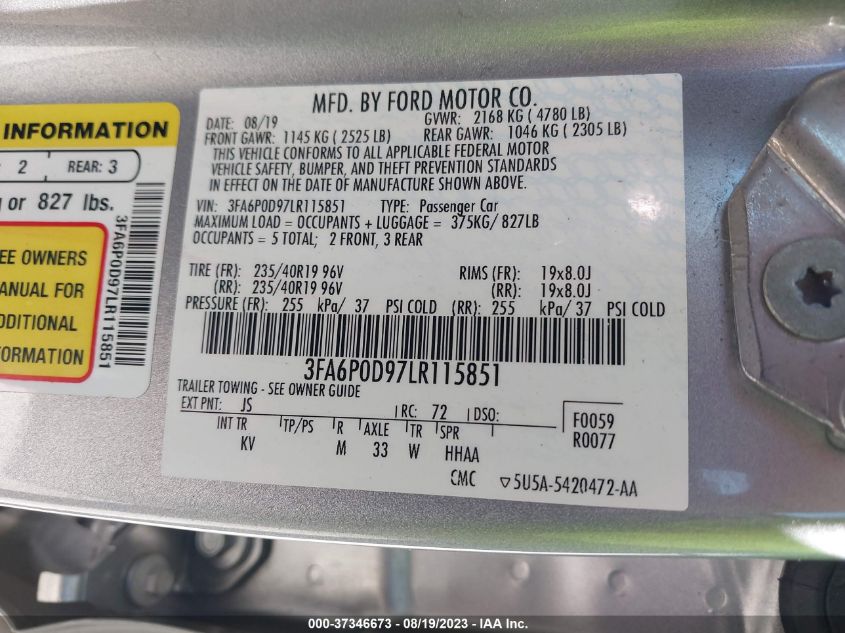 INFORMATION
2 REAR: 3
or 827 lbs.
EE OWNERS
ANUAL FOR
DDITIONAL
FORMATION
3FA6P0D97LR115851
MFD. BY FORD MOTOR CO.
DATE: 08/19 GVWR: 2168 KG ( 4780 LB)
FRONT GAWR: 1145 KG ( 2525 LB) REAR GAWR: 1046 KG ( 2305 LB)
THIS VEHICLE CONFORMS TO ALL APPLICABLE FEDERAL MOTOR
VEHICLE SAFETY, BUMPER, AND THEFT PREVENTION STANDARDS
IN EFFECT ON THE DATE OF MANUFACTURE SHOWN ABOVE.
VIN: 3FA6P0D97LR115851 TYPE: Passenger Car
MAXIMUM LOAD = OCCUPANTS + LUGGAGE = 375KG/ 827LB
OCCUPANTS = 5 TOTAL; 2 FRONT, 3 REAR
TIRE (FR): 235/40R19 96V RIMS (FR): 19x8.0J
(RR): 235/40R19 96V (RR): 19x8.0J
PRESSURE (FR): 255 kPa/ 37 PSI COLD (RR): 255 kPa/ 37 PSI COLD
3FA6P0D97LR115851
TRAILER TOWING - SEE OWNER GUIDE
EXT PNT: JS RC: 72 DSO:
INT TR TP/PS R AXLE TR SPR
KV M 33 W HHAA
F0059
R0077
CMC ▽5U5A-5420472-AA
000-37346673 - 08/19/2023 - IAA Inc.